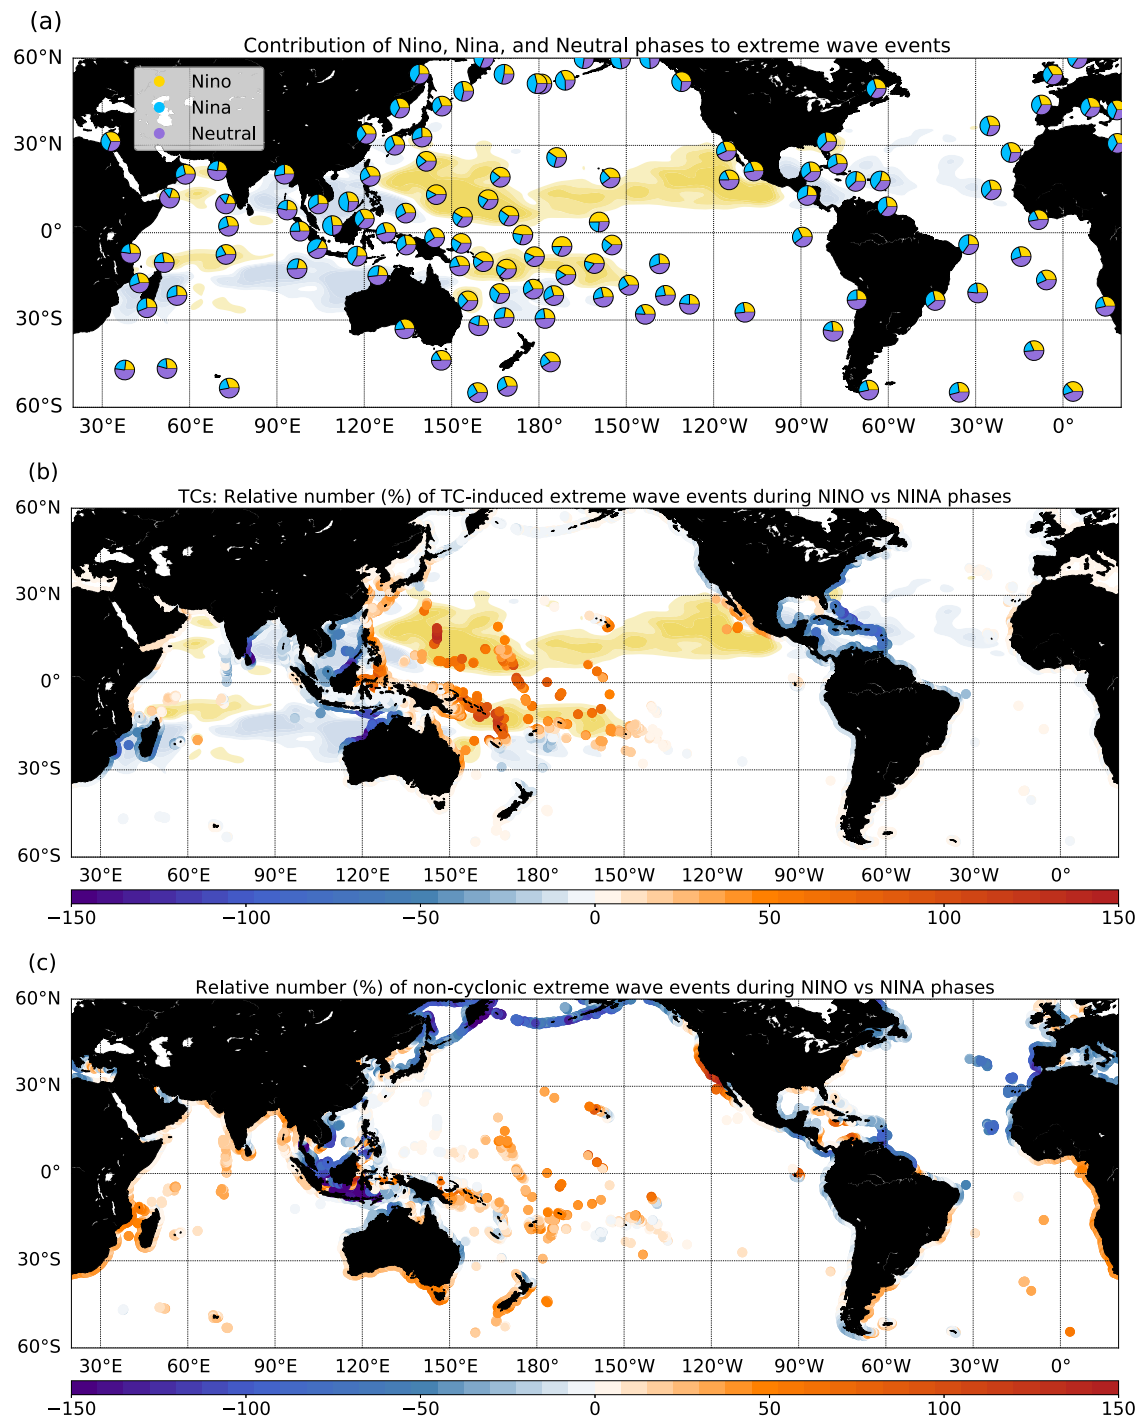 (a)
Contribution of Nino, Nina, and Neutral phases to extreme wave events
60°N
30°N
0°
30°S
60°S
Nino
Nina
Neutral
30°E 60°E 90°E 120°E 150°E 180° 150°W 120°W 90°W 60°W 30°W 0°
(b)
TCs: Relative number (%) of TC-induced extreme wave events during NINO vs NINA phases
60°N
30°N
0°
30°S
60°S
30°E 60°E 90°E 120°E 150°E 180° 150°W 120°W 90°W 60°W 30°W 0°
−150 −100 −50 0 50 100 150
(c)
Relative number (%) of non-cyclonic extreme wave events during NINO vs NINA phases
60°N
30°N
0°
30°S
60°S
30°E 60°E 90°E 120°E 150°E 180° 150°W 120°W 90°W 60°W 30°W 0°
−150 −100 −50 0 50 100 150